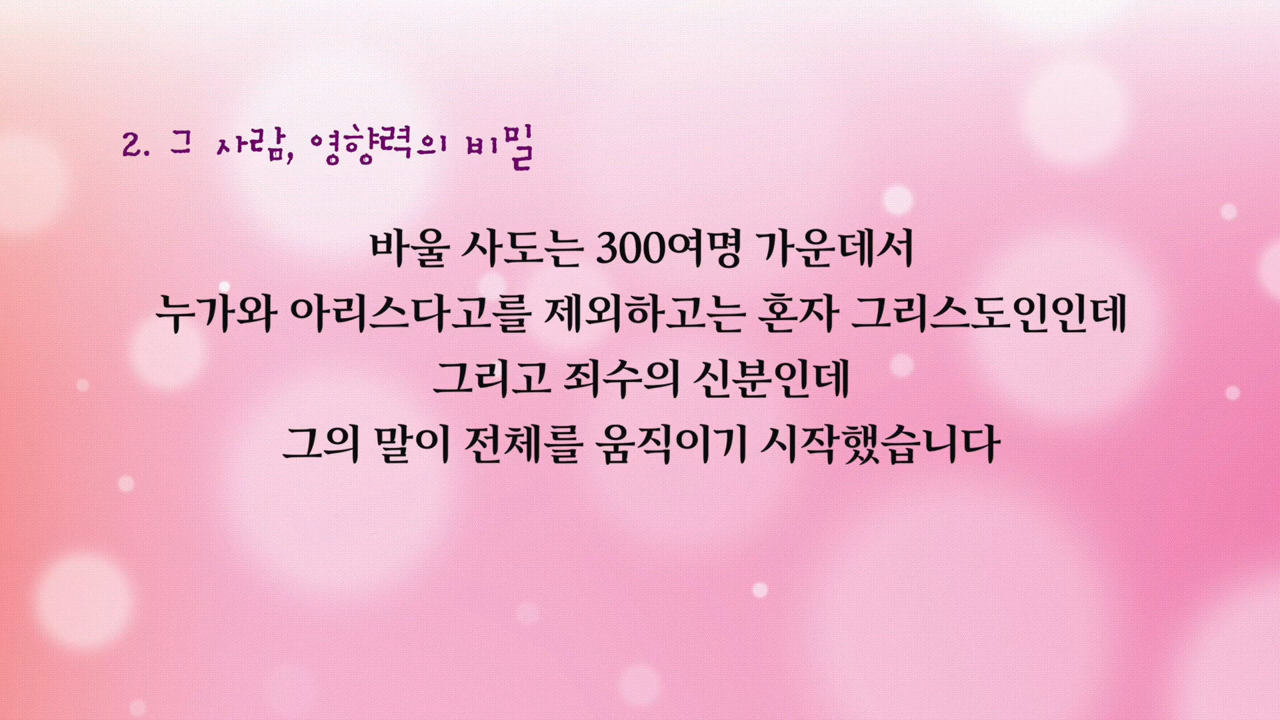 2. 그 사람, 영향력의 비밀
바울 사도는 300여명 가운데서
누가와 아리스다고를 제외하고는 혼자 그리스도인인데
그리고 죄수의 신분인데
그의 말이 전체를 움직이기 시작했습니다